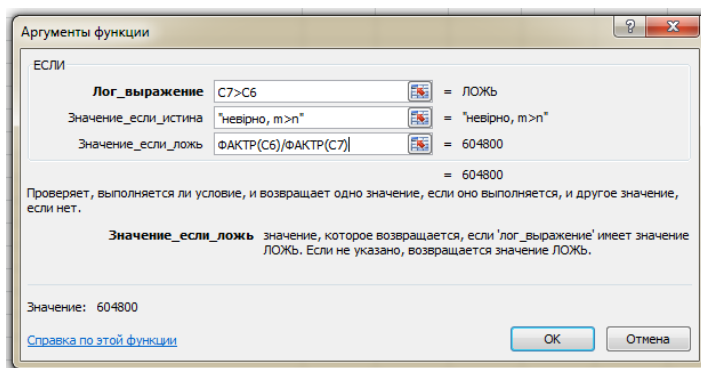 Аргументы функции
ЕСЛИ
Лог_выражение C7>C6 = ЛОЖЬ
Значение_если_истина "невірно, m>n" = "невірно, m>n"
Значение_если_ложь ФАКТР(C6)/ФАКТР(C7) = 604800
= 604800
Проверяет, выполняется ли условие, и возвращает одно значение, если оно выполняется, и другое значение,
если нет.
Значение_если_ложь значение, которое возвращается, если 'лог_выражение' имеет значение
ЛОЖЬ. Если не указано, возвращается значение ЛОЖЬ.
Значение: 604800
Справка по этой функции OK Отмена